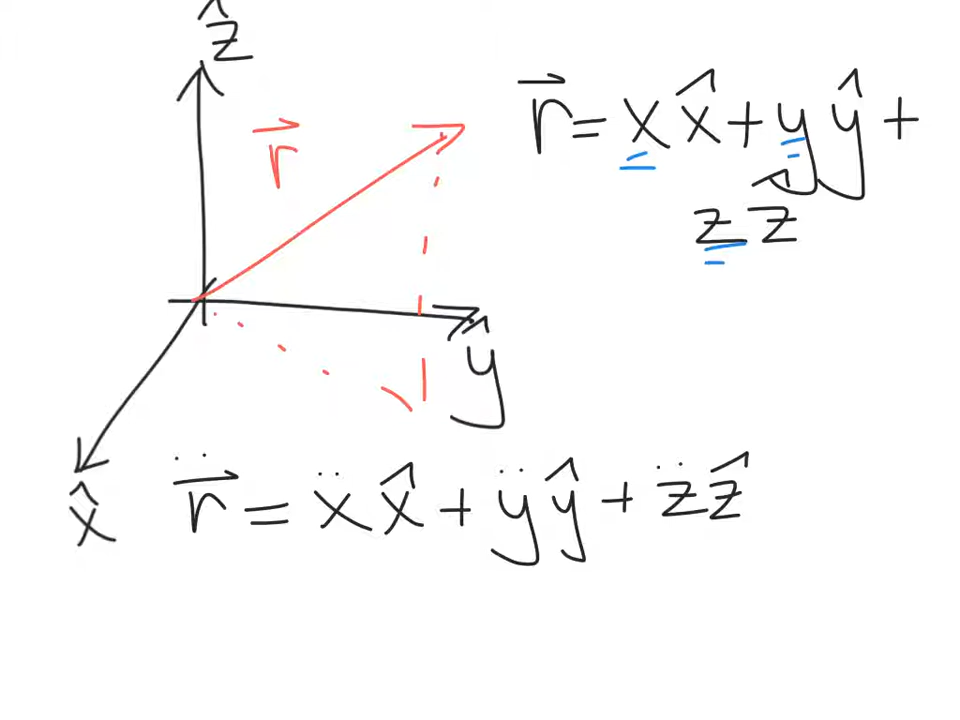 ẑ
r⃗
r⃗ = x x̂ + y ŷ +
z ẑ
ŷ
x̂
r⃗̈ = ẍ x̂ + ÿ ŷ + z̈ ẑ